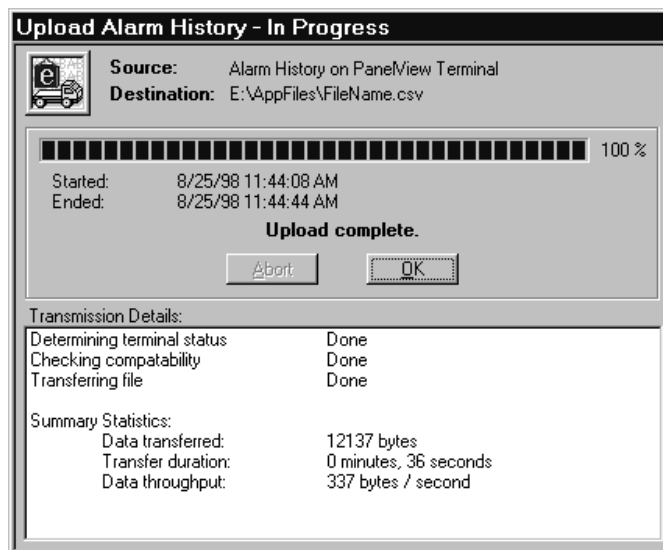 Upload Alarm History - In Progress
Source: Alarm History on PanelView Terminal
Destination: E:\AppFiles\FileName.csv
100 %
Started: 8/25/98 11:44:08 AM
Ended: 8/25/98 11:44:44 AM
Upload complete.
Abort OK
Transmission Details:
Determining terminal status Done
Checking compatability Done
Transferring file Done
Summary Statistics:
Data transferred: 12137 bytes
Transfer duration: 0 minutes, 36 seconds
Data throughput: 337 bytes / second